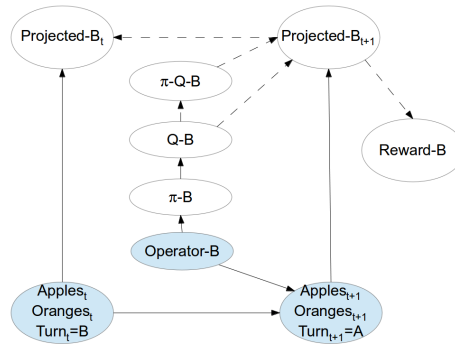 Projected-Bt
Projected-Bt+1
π-Q-B
Q-B
Reward-B
π-B
Operator-B
Applest
Orangest
Turnt=B
Applest+1
Orangest+1
Turnt+1=A